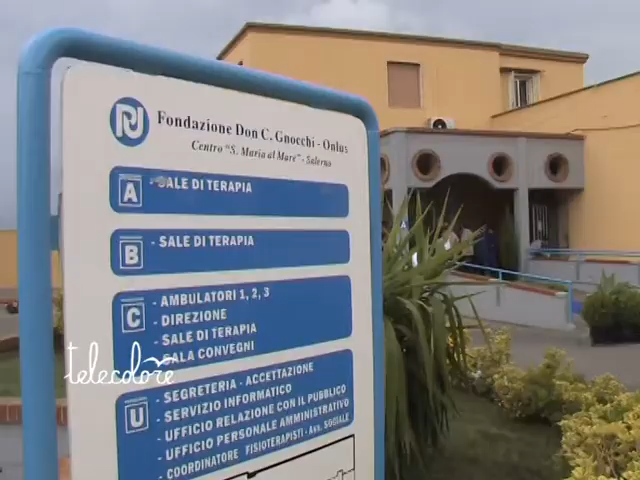 Fondazione Don C. Gnocchi - Onlus
Centro "S. Maria al Mare" - Salerno
A - SALE DI TERAPIA
B - SALE DI TERAPIA
C - AMBULATORI 1, 2, 3
- DIREZIONE
- SALE DI TERAPIA
- SALA CONVEGNI
telecolore
U - SEGRETERIA - ACCETTAZIONE
- SERVIZIO INFORMATICO
- UFFICIO RELAZIONE CON IL PUBBLICO
- UFFICIO PERSONALE AMMINISTRATIVO
- COORDINATORE FISIOTERAPISTI - Ass. SOCIALE